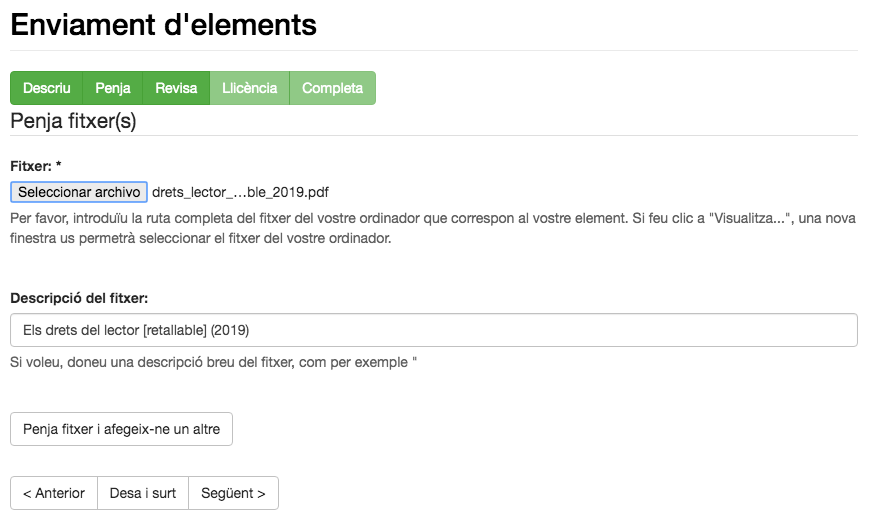 Enviament d'elements
Descriu Penja Revisa Llicència Completa
Penja fitxer(s)
Fitxer: *
Seleccionar archivo drets_lector_...ble_2019.pdf
Per favor, introduïu la ruta completa del fitxer del vostre ordinador que correspon al vostre element. Si feu clic a "Visualitza...", una nova
finestra us permetrà seleccionar el fitxer del vostre ordinador.
Descripció del fitxer:
Els drets del lector [retallable] (2019)
Si voleu, doneu una descripció breu del fitxer, com per exemple "
Penja fitxer i afegeix-ne un altre
< Anterior Desa i surt Següent >